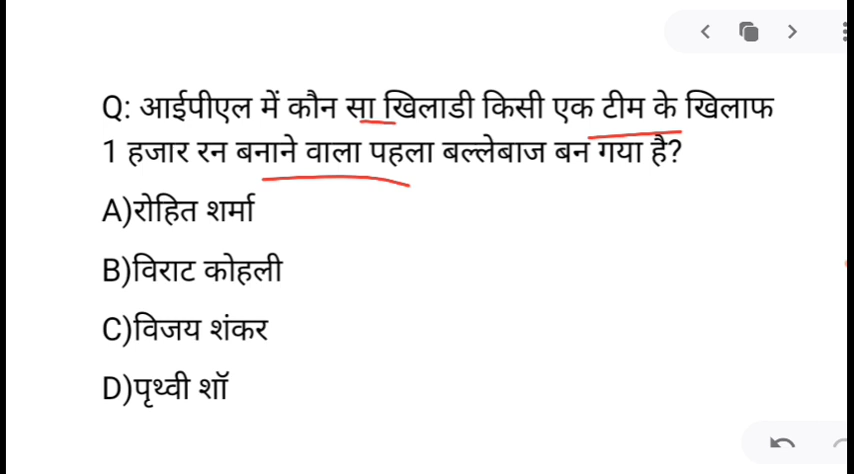 Q: आईपीएल में कौन सा खिलाडी किसी एक टीम के खिलाफ
1 हजार रन बनाने वाला पहला बल्लेबाज बन गया है?
A)रोहित शर्मा
B)विराट कोहली
C)विजय शंकर
D)पृथ्वी शॉ